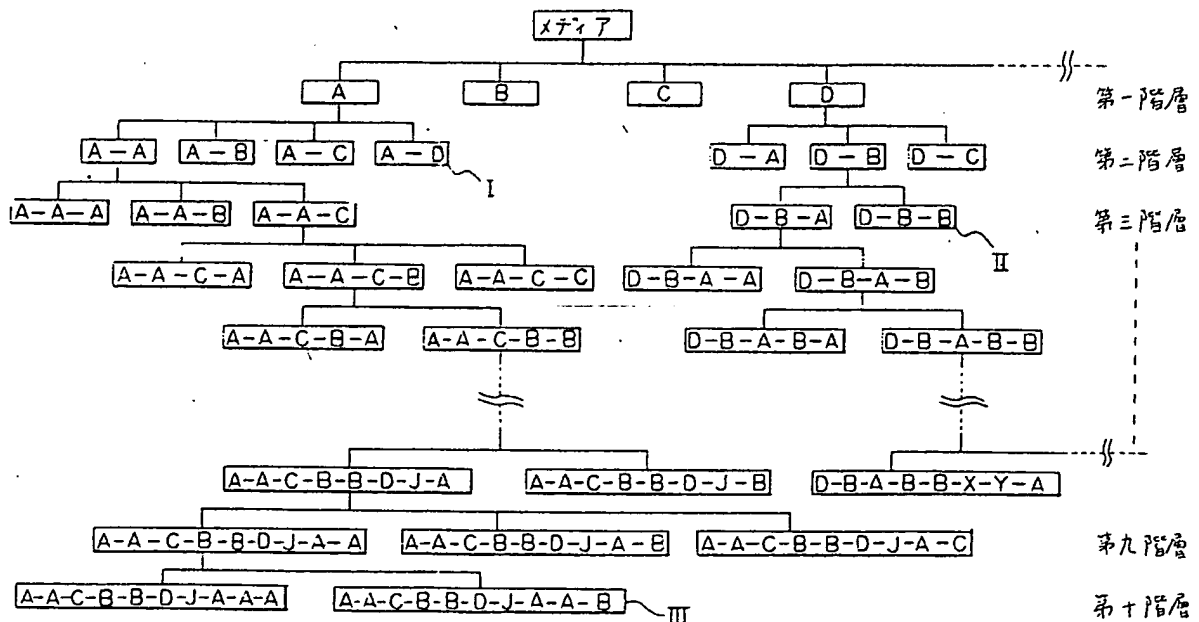 メディア
A B C D 第一階層
A-A A-B A-C A-D D-A D-B D-C 第二階層
I
A-A-A A-A-B A-A-C D-B-A D-B-B 第三階層
II
A-A-C-A A-A-C-B A-A-C-C D-B-A-A D-B-A-B
A-A-C-B-A A-A-C-B-B D-B-A-B-A D-B-A-B-B
A-A-C-B-B-D-J-A A-A-C-B-B-D-J-B D-B-A-B-B-X-Y-A
A-A-C-B-B-D-J-A-A A-A-C-B-B-D-J-A-B A-A-C-B-B-D-J-A-C 第九階層
A-A-C-B-B-D-J-A-A-A A-A-C-B-B-D-J-A-A-B III 第十階層